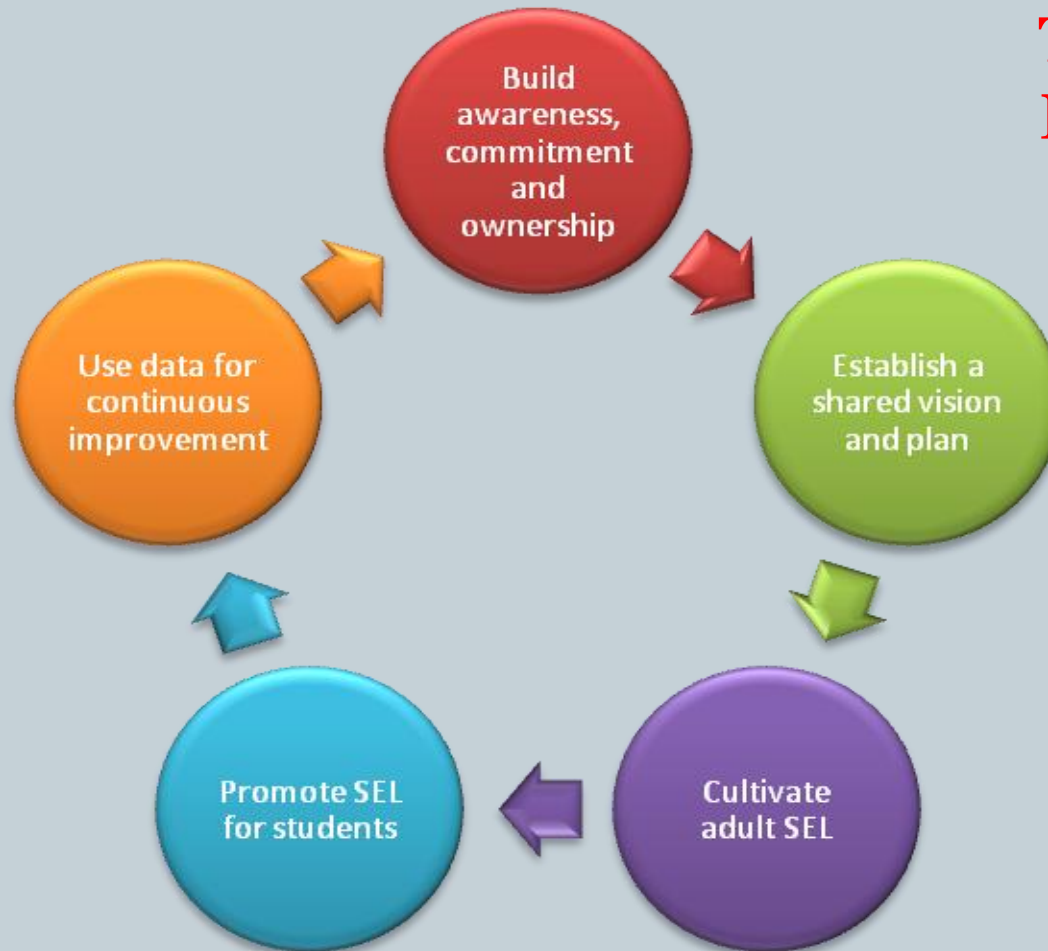 Build
awareness,
commitment
and
ownership
Establish a
shared vision
and plan
Cultivate
adult SEL
Promote SEL
for students
Use data for
continuous
improvement